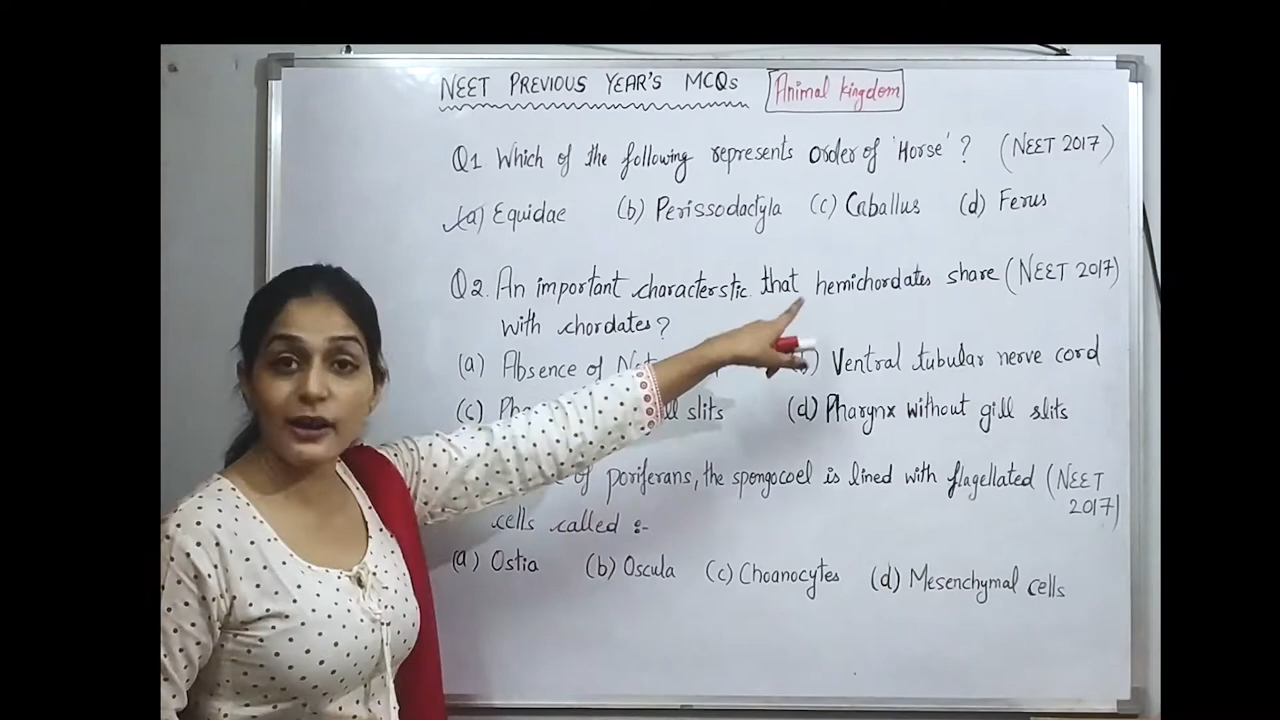 NEET PREVIOUS YEAR'S MCQs Animal kingdom
Q1 Which of the following represents order of 'Horse' ? (NEET 2017)
(a) Equidae (b) Perissodactyla (c) Caballus (d) Ferus
Q2. An important characterstic that hemichordates share (NEET 2017)
with chordates?
(a) Absence of (b) Ventral tubular nerve cord
(c) slits (d) Pharynx without gill slits
of poriferans, the spongocoel is lined with flagellated (NEET
2017)
cells called :-
(a) Ostia (b) Oscula (c) Choanocytes (d) Mesenchymal cells